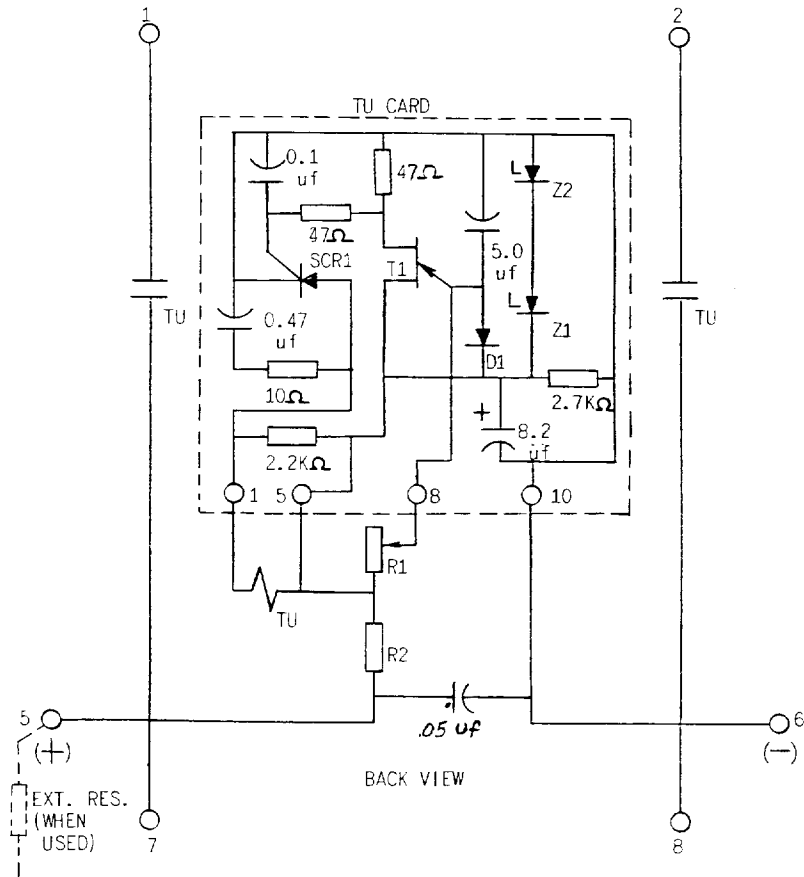 1
2
TU CARD
0.1
uf
47Ω
47Ω
SCR1
T1
5.0
uf
L
Z2
TU
0.47
uf
L
Z1
TU
D1
10Ω
2.7KΩ
+
8.2
uf
2.2KΩ
1
5
8
10
R1
TU
R2
5
(+)
.05 uf
6
(-)
BACK VIEW
EXT. RES.
(WHEN
USED)
7
8